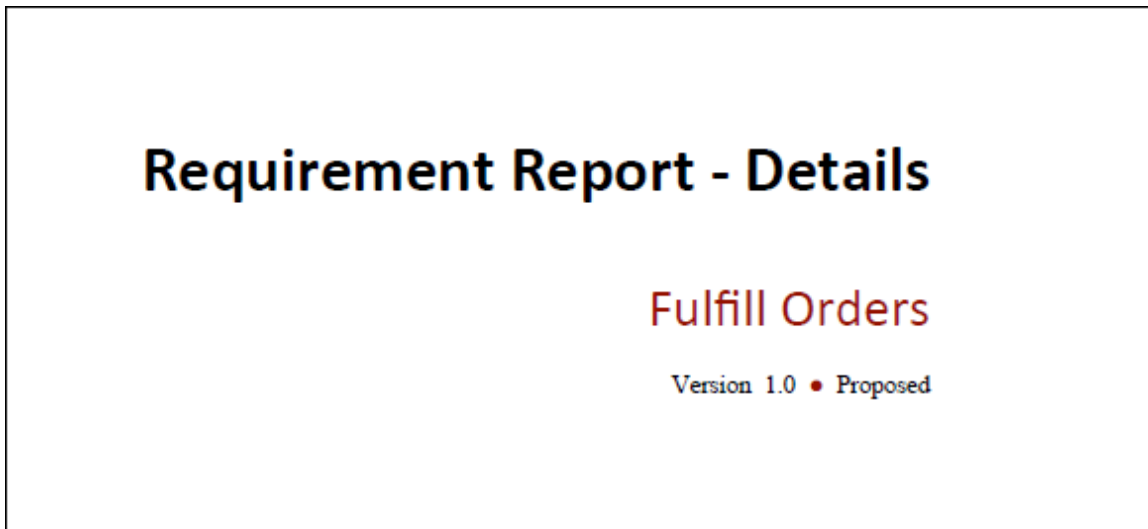 Requirement Report - Details
Fulfill Orders
Version 1.0 ● Proposed